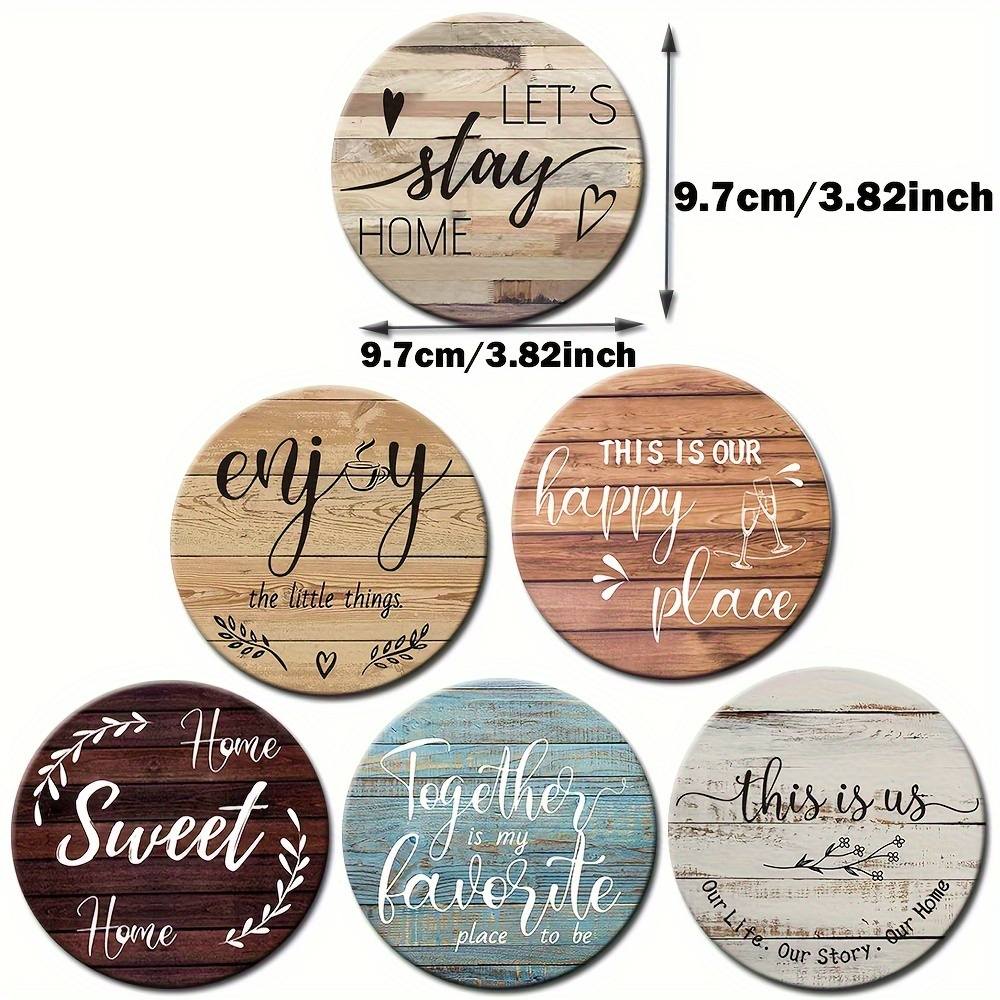 LET'S
stay
HOME
9.7cm/3.82inch
9.7cm/3.82inch
enjoy
the little things.
THIS IS OUR
happy
place
Home
Sweet
Home
Together
is my
favorite
place to be
this is us
Our Life. Our Story. Our Home